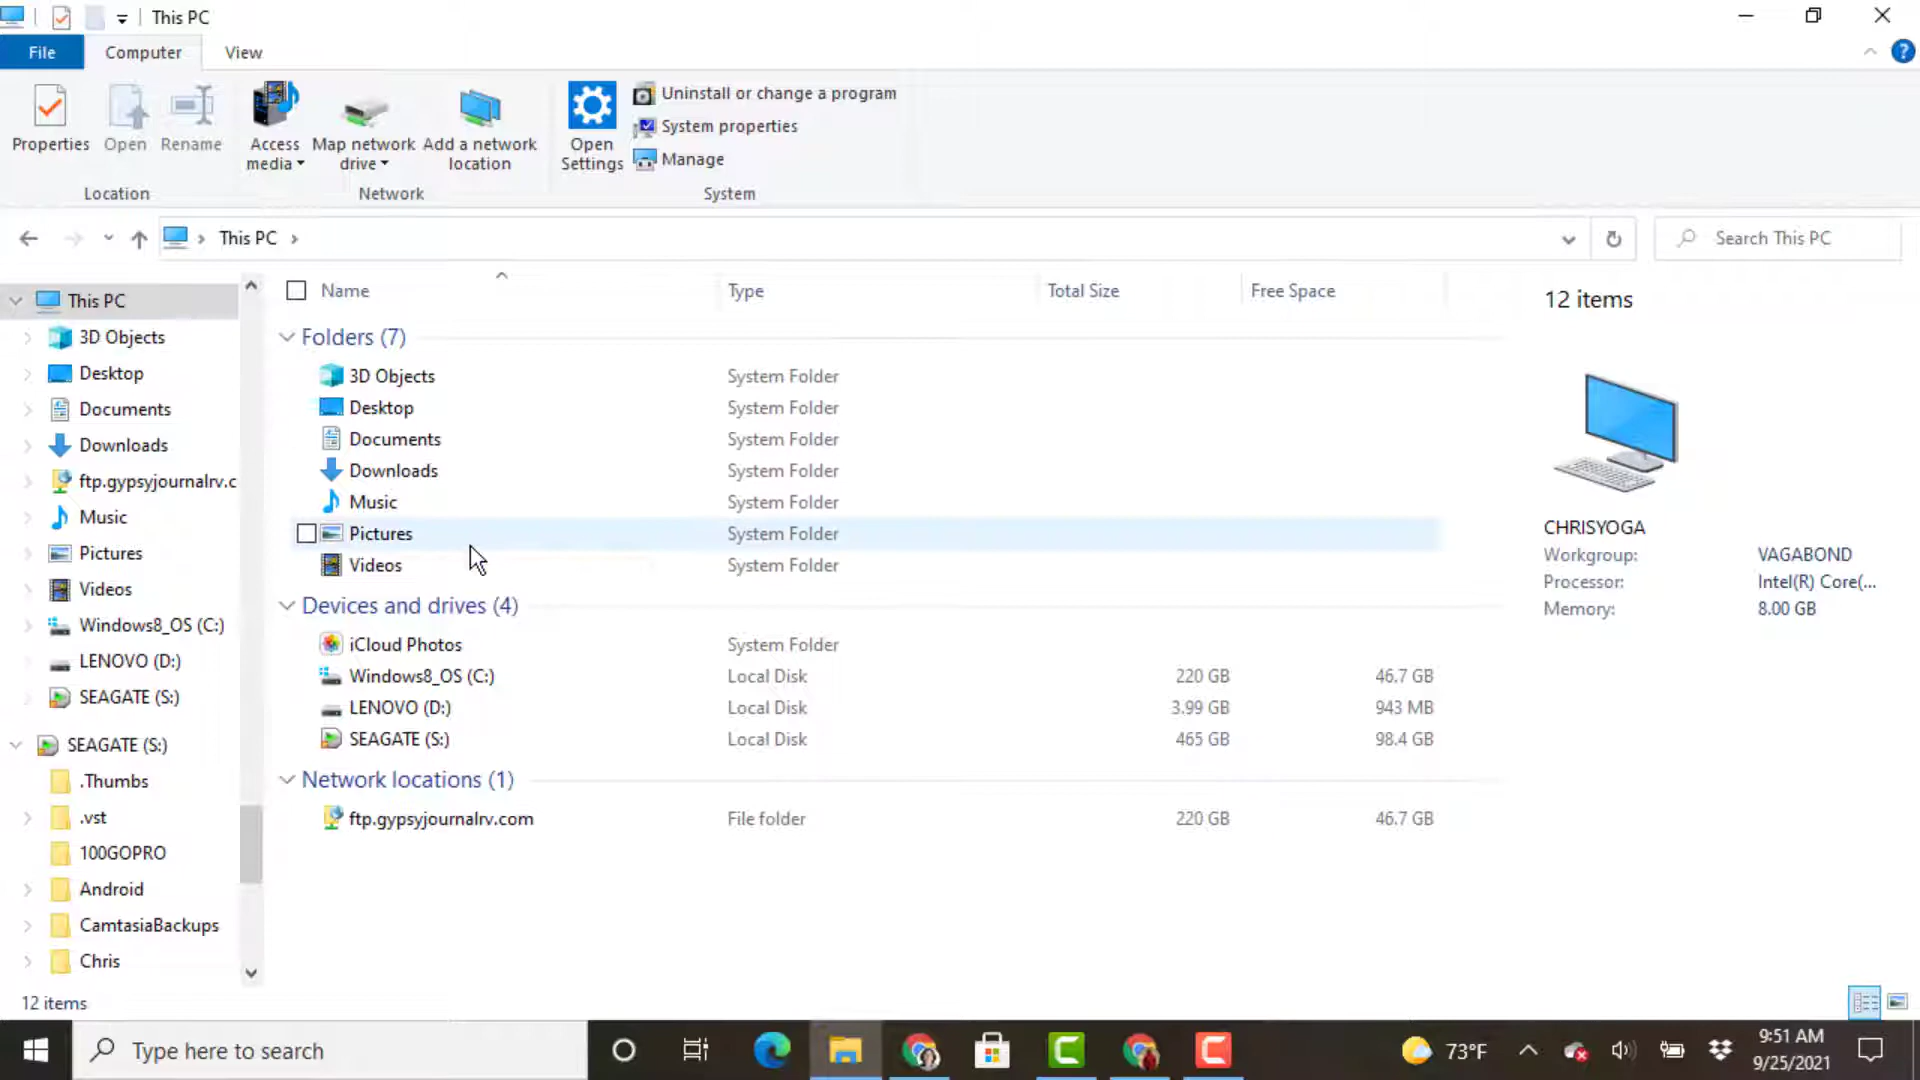 This PC
File
Computer
View
Properties
Open
Rename
Access media
Map network drive
Add a network location
Open Settings
Uninstall or change a program
System properties
Manage
Location
Network
System
This PC
Search This PC
This PC
3D Objects
Desktop
Documents
Downloads
ftp.gypsyjournalrv.c
Music
Pictures
Videos
Windows8_OS (C:)
LENOVO (D:)
SEAGATE (S:)
SEAGATE (S:)
.Thumbs
.vst
100GOPRO
Android
CamtasiaBackups
Chris
Name Type Total Size Free Space
Folders (7)
3D Objects System Folder
Desktop System Folder
Documents System Folder
Downloads System Folder
Music System Folder
Pictures System Folder
Videos System Folder
Devices and drives (4)
iCloud Photos System Folder
Windows8_OS (C:) Local Disk 220 GB 46.7 GB
LENOVO (D:) Local Disk 3.99 GB 943 MB
SEAGATE (S:) Local Disk 465 GB 98.4 GB
Network locations (1)
ftp.gypsyjournalrv.com File folder 220 GB 46.7 GB
12 items
CHRISYOGA
Workgroup: VAGABOND
Processor: Intel(R) Core(...
Memory: 8.00 GB
12 items
Type here to search
73°F
9:51 AM
9/25/2021